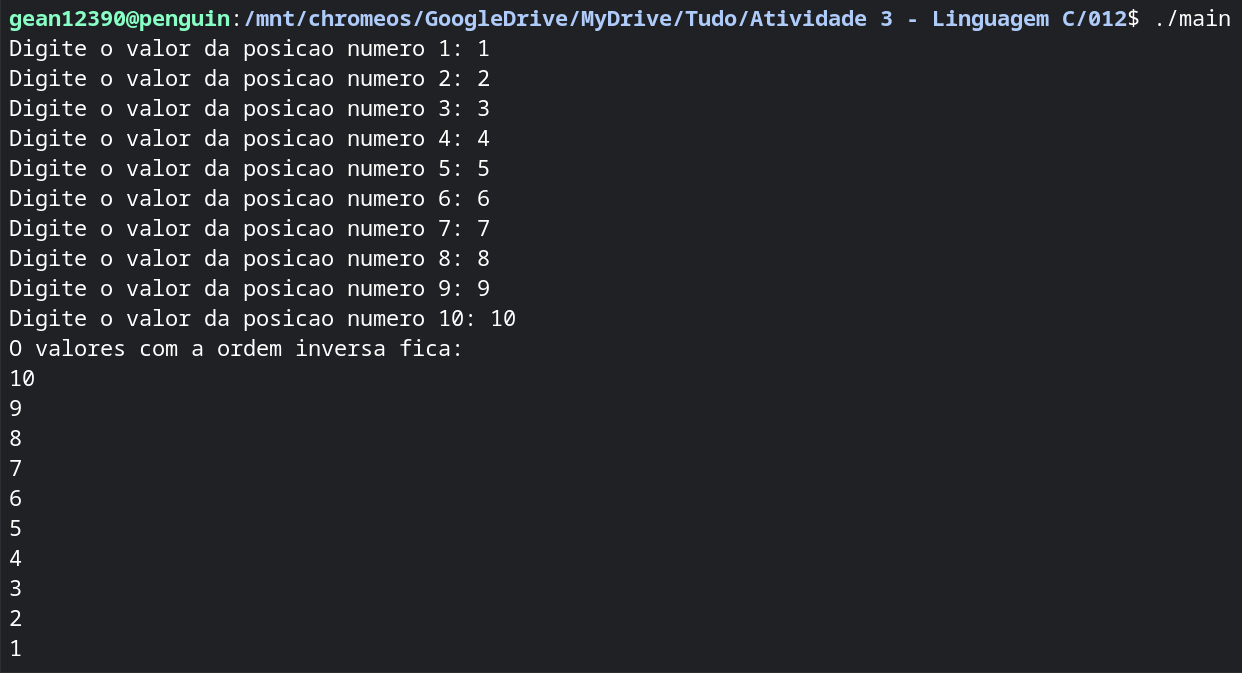 gean12390@penguin:/mnt/chromeos/GoogleDrive/MyDrive/Tudo/Atividade 3 - Linguagem C/012$ ./main
Digite o valor da posicao numero 1: 1
Digite o valor da posicao numero 2: 2
Digite o valor da posicao numero 3: 3
Digite o valor da posicao numero 4: 4
Digite o valor da posicao numero 5: 5
Digite o valor da posicao numero 6: 6
Digite o valor da posicao numero 7: 7
Digite o valor da posicao numero 8: 8
Digite o valor da posicao numero 9: 9
Digite o valor da posicao numero 10: 10
O valores com a ordem inversa fica:
10
9
8
7
6
5
4
3
2
1